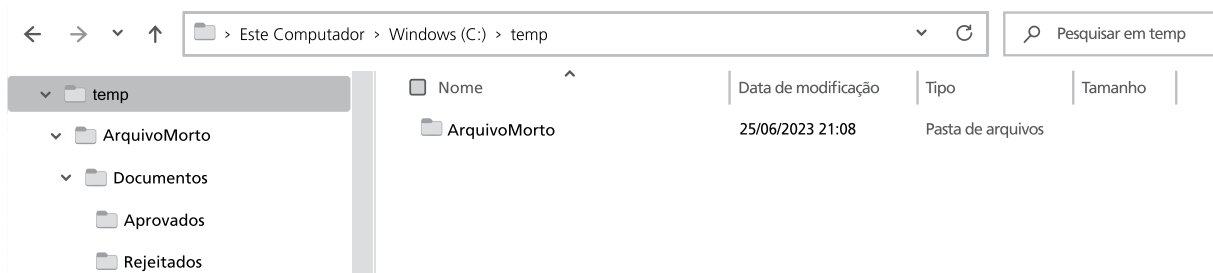 Este Computador > Windows (C:) > temp
Pesquisar em temp
temp
ArquivoMorto
Documentos
Aprovados
Rejeitados
Nome Data de modificação Tipo Tamanho
ArquivoMorto 25/06/2023 21:08 Pasta de arquivos